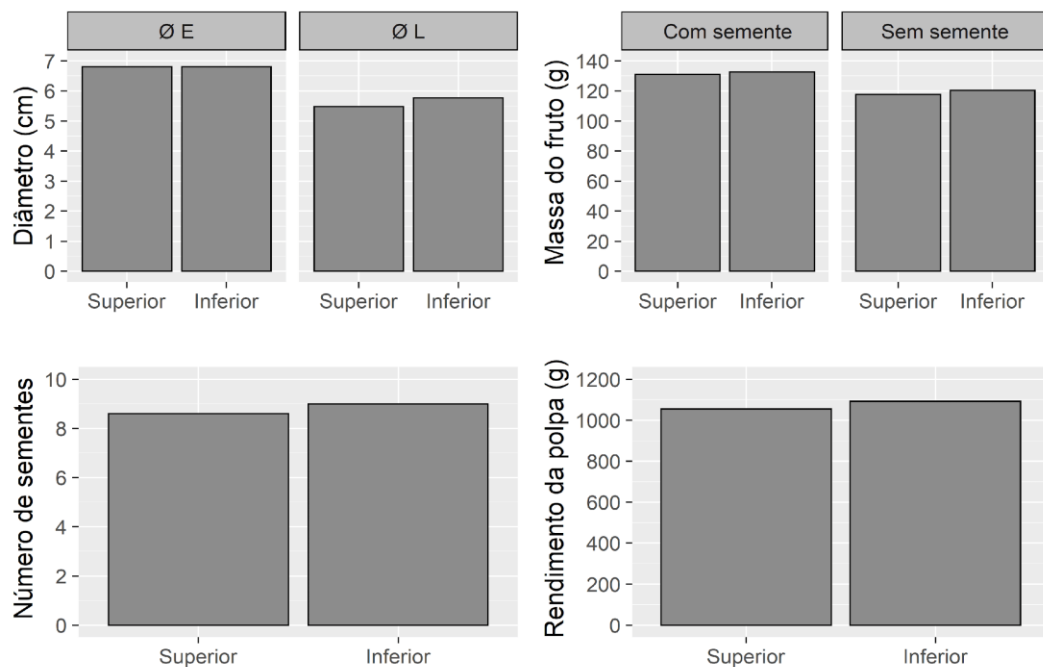 Ø E
Ø L
Diâmetro (cm)
7
6
5
4
3
2
1
0
Superior
Inferior
Superior
Inferior
Com semente
Sem semente
Massa do fruto (g)
140
120
100
80
60
40
20
0
Superior
Inferior
Superior
Inferior
Número de sementes
10
8
6
4
2
0
Superior
Inferior
Rendimento da polpa (g)
1200
1000
800
600
400
200
0
Superior
Inferior